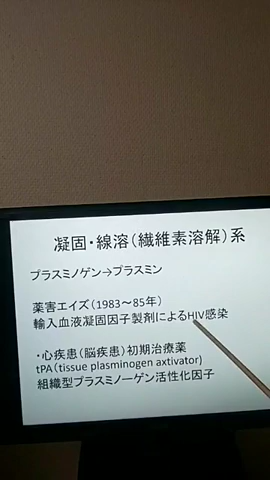 凝固・線溶（繊維素溶解）系
プラスミノゲン→プラスミン
薬害エイズ（1983～85年）
輸入血液凝固因子製剤によるHIV感染
・心疾患（脳疾患）初期治療薬
tPA（tissue plasminogen axtivator）
組織型プラスミノーゲン活性化因子